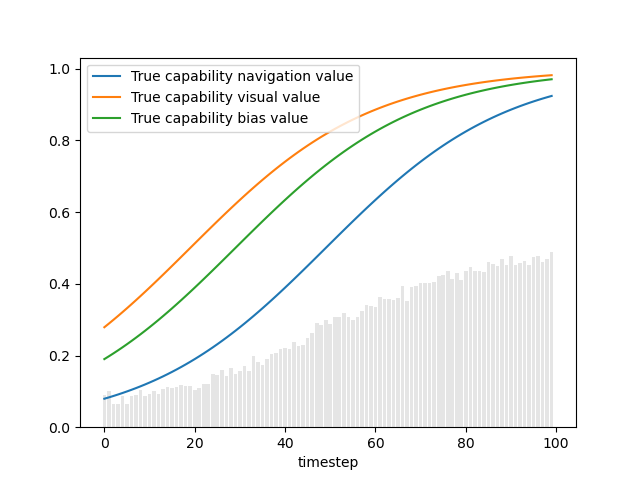 True capability navigation value
True capability visual value
True capability bias value
1.0
0.8
0.6
0.4
0.2
0.0
0 20 40 60 80 100
timestep